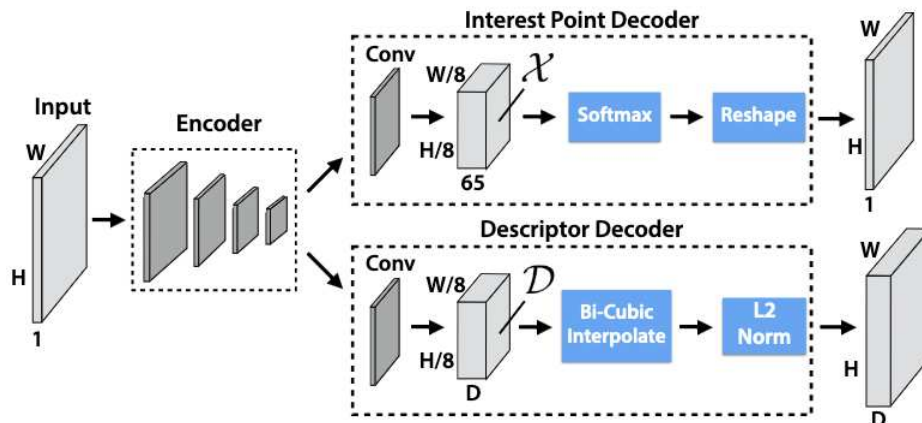 Input
W
H
1
Encoder
Interest Point Decoder
Conv
W/8
H/8
65
𝒳
Softmax
Reshape
W
H
1
Descriptor Decoder
Conv
W/8
H/8
D
𝒟
Bi-Cubic
Interpolate
L2
Norm
W
H
D